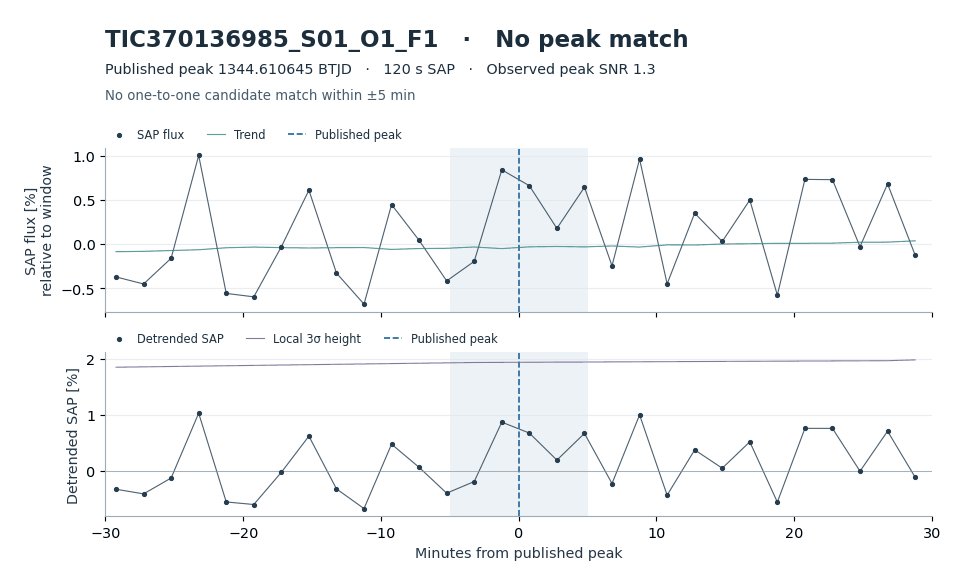 TIC370136985_S01_O1_F1 · No peak match
Published peak 1344.610645 BTJD · 120 s SAP · Observed peak SNR 1.3
No one-to-one candidate match within ±5 min
SAP flux Trend Published peak
1.0
0.5
0.0
−0.5
SAP flux [%]
relative to window
Detrended SAP Local 3σ height Published peak
2
1
0
Detrended SAP [%]
−30 −20 −10 0 10 20 30
Minutes from published peak